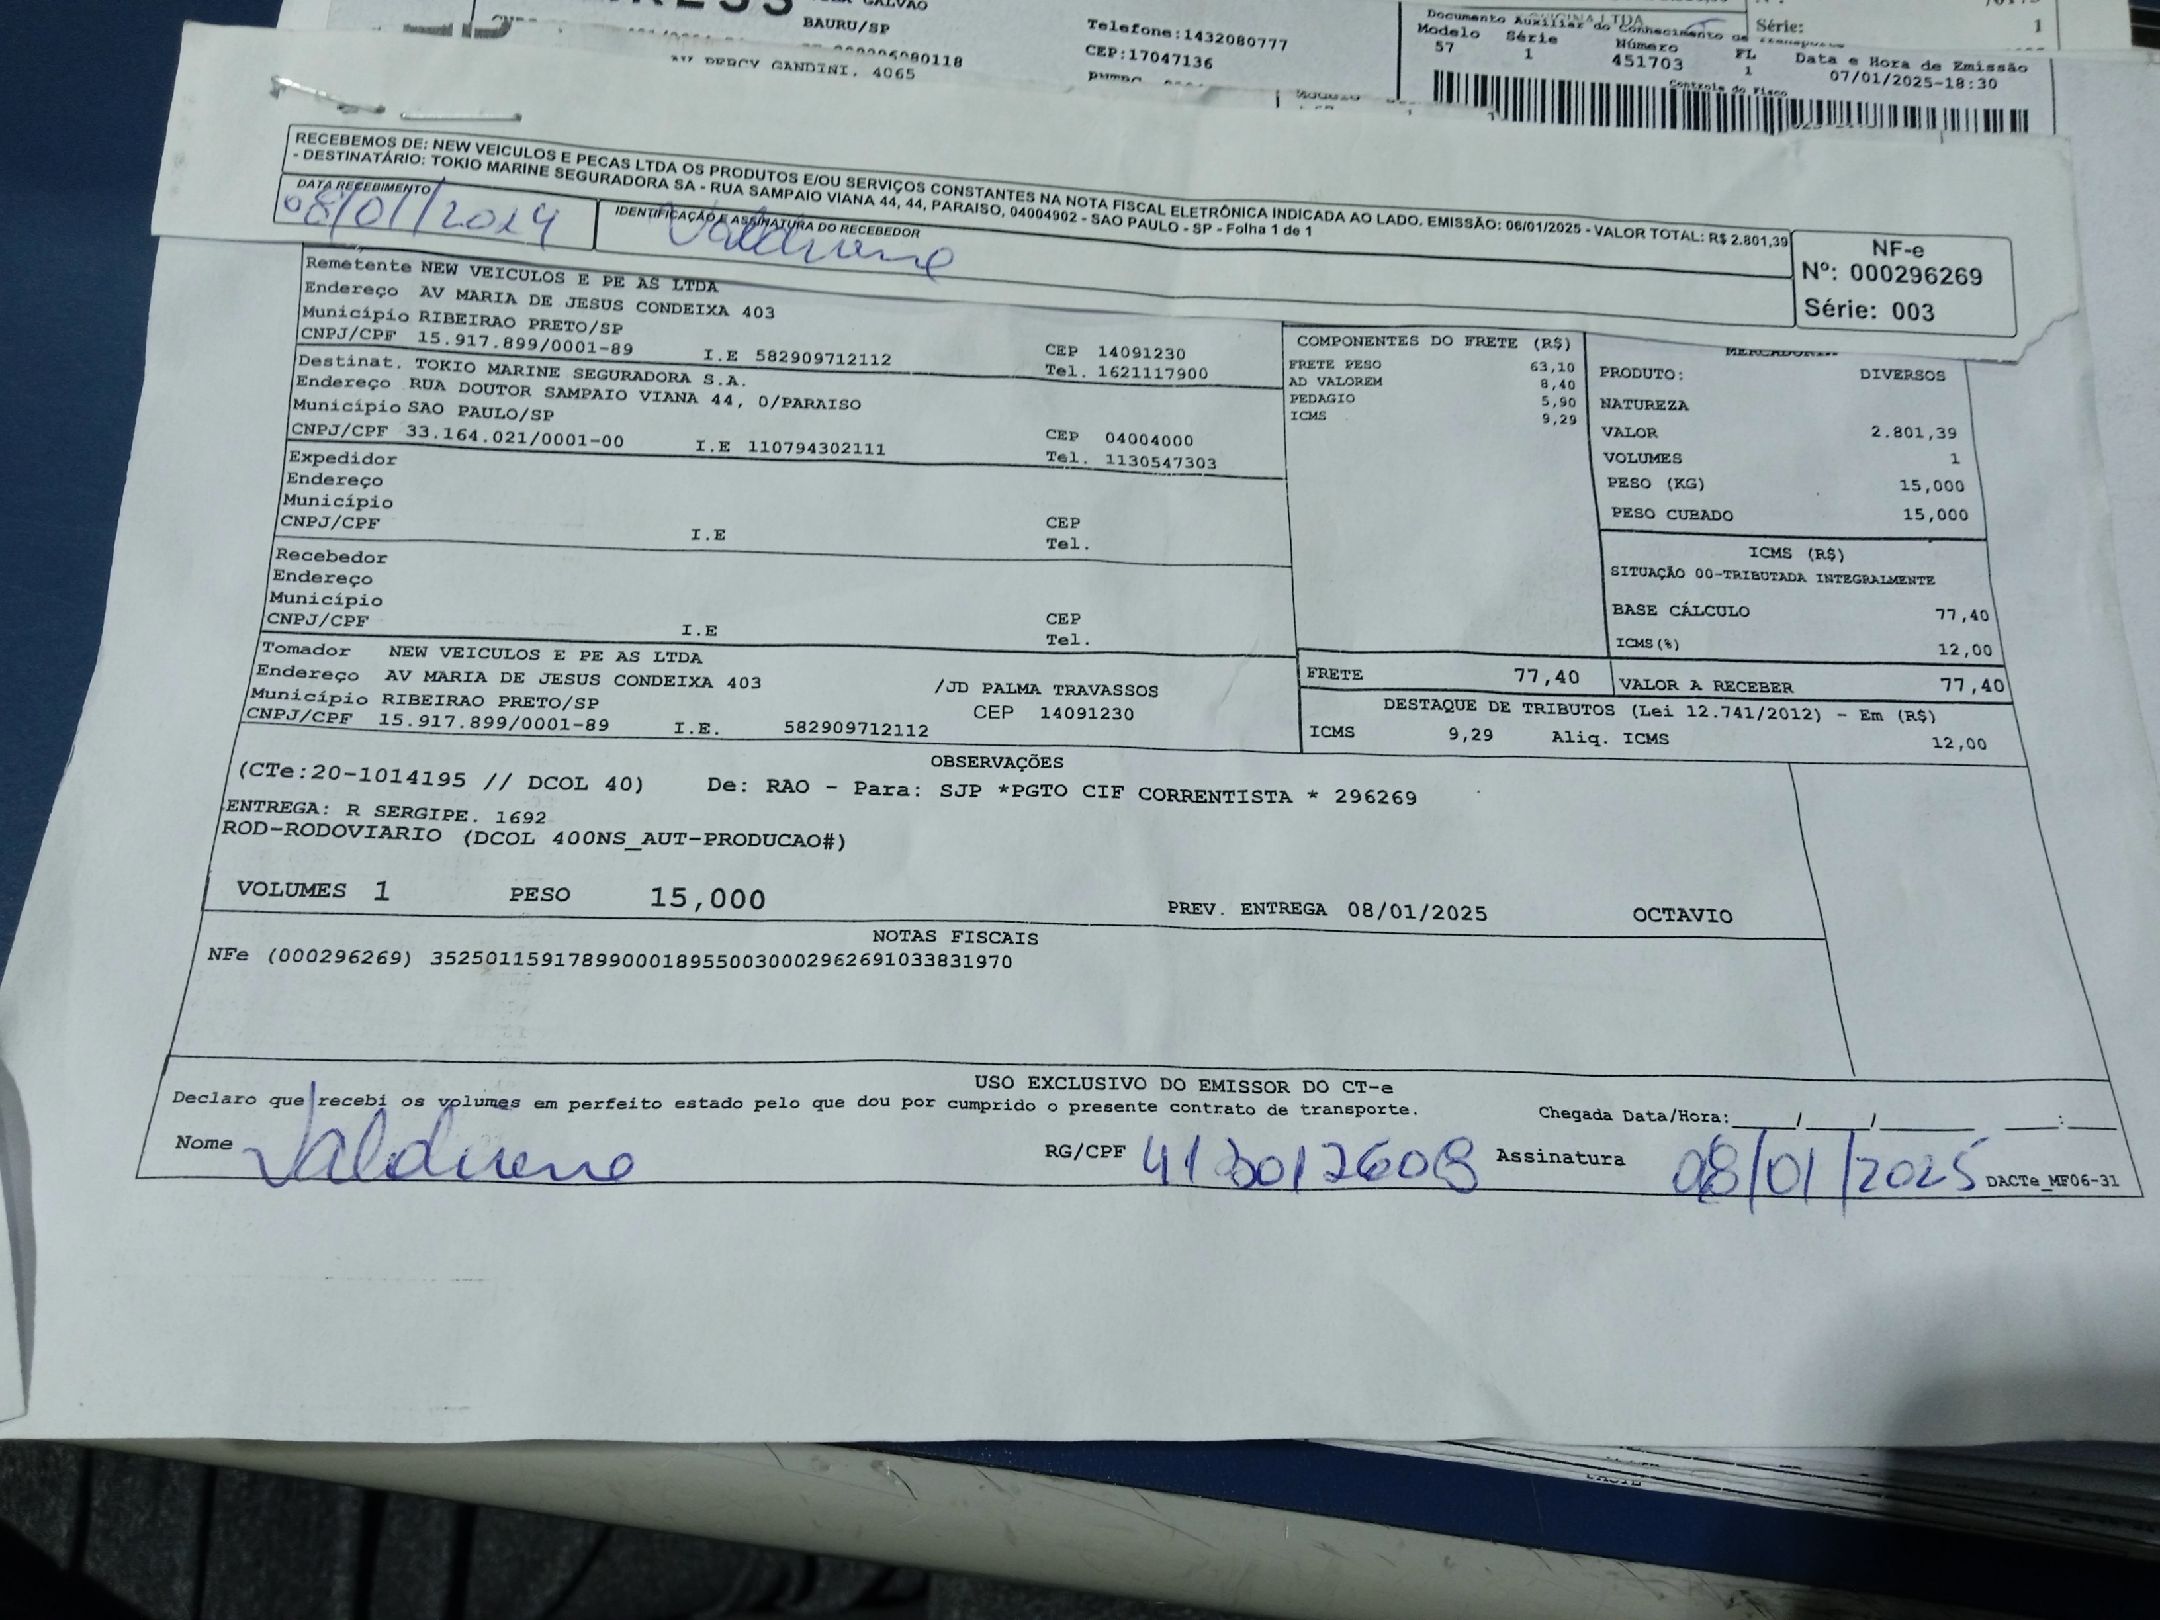 GALVAO
BAURU/SP
Telefone:1432080777
CEP:17047136
AV PERCY GANDINI, 4065
Documento Auxiliar do Conhecimento de Transporte
Modelo Série Número FL Data e Hora de Emissão
57 1 451703 1 07/01/2025-18:30
Controle do Fisco
Série: 1
RECEBEMOS DE: NEW VEICULOS E PECAS LTDA OS PRODUTOS E/OU SERVIÇOS CONSTANTES NA NOTA FISCAL ELETRÔNICA INDICADA AO LADO. EMISSÃO: 06/01/2025 - VALOR TOTAL: R$ 2.801,39
- DESTINATÁRIO: TOKIO MARINE SEGURADORA SA - RUA SAMPAIO VIANA 44, 44, PARAISO, 04004902 - SAO PAULO - SP - Folha 1 de 1
DATA RECEBIMENTO
08/01/2024
IDENTIFICAÇÃO E ASSINATURA DO RECEBEDOR
Valdirene
NF-e
Nº: 000296269
Série: 003
Remetente NEW VEICULOS E PE AS LTDA
Endereço AV MARIA DE JESUS CONDEIXA 403
Município RIBEIRAO PRETO/SP
CNPJ/CPF 15.917.899/0001-89 I.E 582909712112
CEP 14091230
Tel. 1621117900
Destinat. TOKIO MARINE SEGURADORA S.A.
Endereço RUA DOUTOR SAMPAIO VIANA 44, 0/PARAISO
Município SAO PAULO/SP
CNPJ/CPF 33.164.021/0001-00 I.E 110794302111
CEP 04004000
Tel. 1130547303
Expedidor
Endereço
Município
CNPJ/CPF I.E
CEP
Tel.
Recebedor
Endereço
Município
CNPJ/CPF I.E
CEP
Tel.
Tomador NEW VEICULOS E PE AS LTDA
Endereço AV MARIA DE JESUS CONDEIXA 403 /JD PALMA TRAVASSOS
Município RIBEIRAO PRETO/SP CEP 14091230
CNPJ/CPF 15.917.899/0001-89 I.E. 582909712112
COMPONENTES DO FRETE (R$)
FRETE PESO 63,10
AD VALOREM 8,40
PEDAGIO 5,90
ICMS 9,29
PRODUTO: DIVERSOS
NATUREZA
VALOR 2.801,39
VOLUMES 1
PESO (KG) 15,000
PESO CUBADO 15,000
ICMS (R$)
SITUAÇÃO 00-TRIBUTADA INTEGRALMENTE
BASE CÁLCULO 77,40
ICMS(%) 12,00
FRETE 77,40 VALOR A RECEBER 77,40
DESTAQUE DE TRIBUTOS (Lei 12.741/2012) - Em (R$)
ICMS 9,29 Aliq. ICMS 12,00
OBSERVAÇÕES
(CTe:20-1014195 // DCOL 40) De: RAO - Para: SJP *PGTO CIF CORRENTISTA * 296269
ENTREGA: R SERGIPE. 1692
ROD-RODOVIARIO (DCOL 400NS_AUT-PRODUCAO#)
VOLUMES 1 PESO 15,000 PREV. ENTREGA 08/01/2025 OCTAVIO
NOTAS FISCAIS
NFe (000296269) 35250115917899000189550030002962691033831970
USO EXCLUSIVO DO EMISSOR DO CT-e
Declaro que recebi os volumes em perfeito estado pelo que dou por cumprido o presente contrato de transporte. Chegada Data/Hora:____/____/______ ___:___
Nome Valdirene RG/CPF 413012608 Assinatura 08/01/2025 DACTe_MF06-31